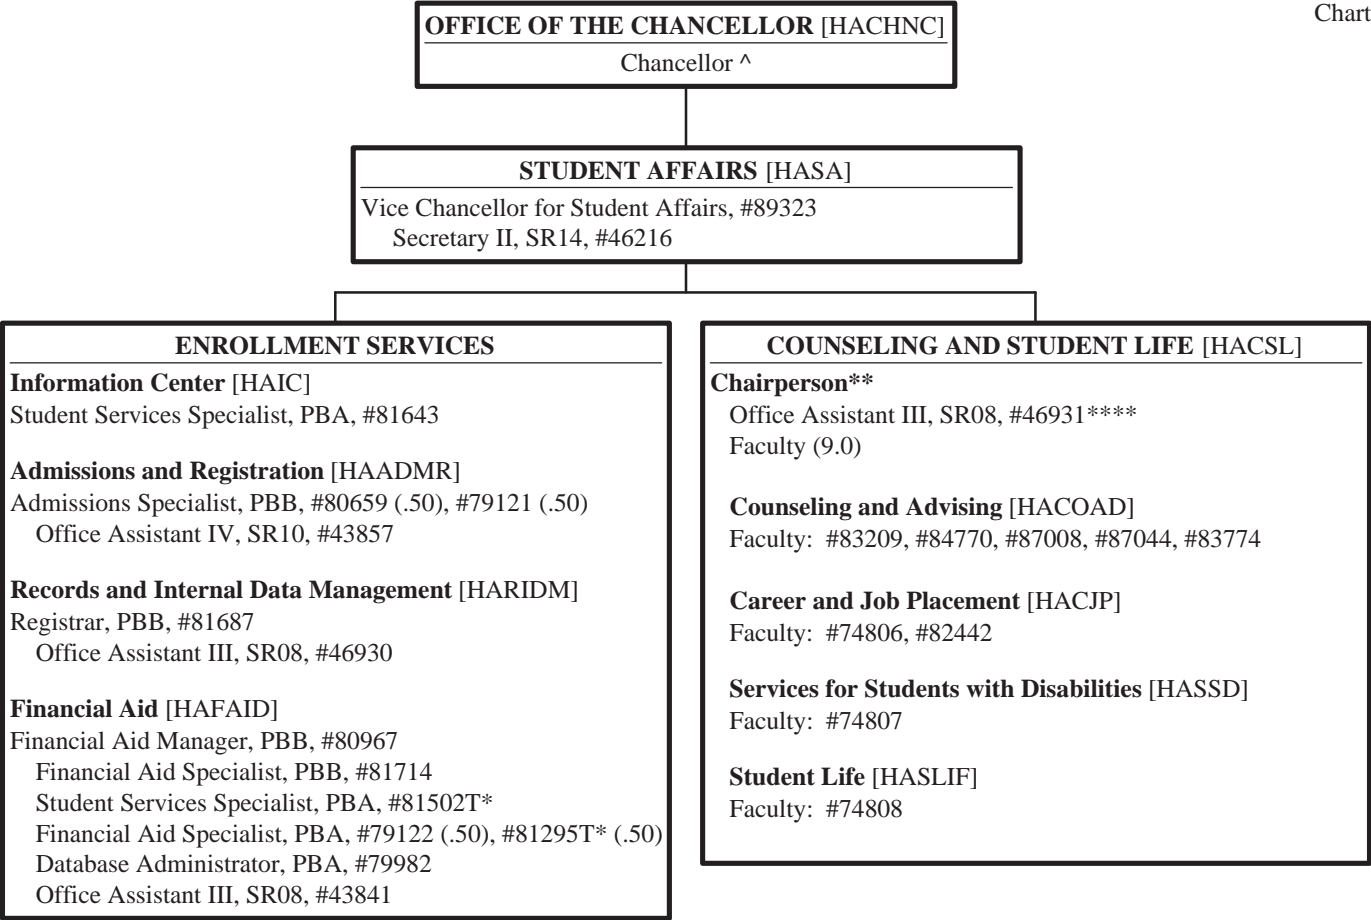 Chart
OFFICE OF THE CHANCELLOR [HACHNC]
Chancellor ^
STUDENT AFFAIRS [HASA]
Vice Chancellor for Student Affairs, #89323
Secretary II, SR14, #46216
ENROLLMENT SERVICES
Information Center [HAIC]
Student Services Specialist, PBA, #81643
Admissions and Registration [HAADMR]
Admissions Specialist, PBB, #80659 (.50), #79121 (.50)
Office Assistant IV, SR10, #43857
Records and Internal Data Management [HARIDM]
Registrar, PBB, #81687
Office Assistant III, SR08, #46930
Financial Aid [HAFAID]
Financial Aid Manager, PBB, #80967
Financial Aid Specialist, PBB, #81714
Student Services Specialist, PBA, #81502T*
Financial Aid Specialist, PBA, #79122 (.50), #81295T* (.50)
Database Administrator, PBA, #79982
Office Assistant III, SR08, #43841
COUNSELING AND STUDENT LIFE [HACSL]
Chairperson**
Office Assistant III, SR08, #46931****
Faculty (9.0)
Counseling and Advising [HACOAD]
Faculty: #83209, #84770, #87008, #87044, #83774
Career and Job Placement [HACJP]
Faculty: #74806, #82442
Services for Students with Disabilities [HASSD]
Faculty: #74807
Student Life [HASLIF]
Faculty: #74808